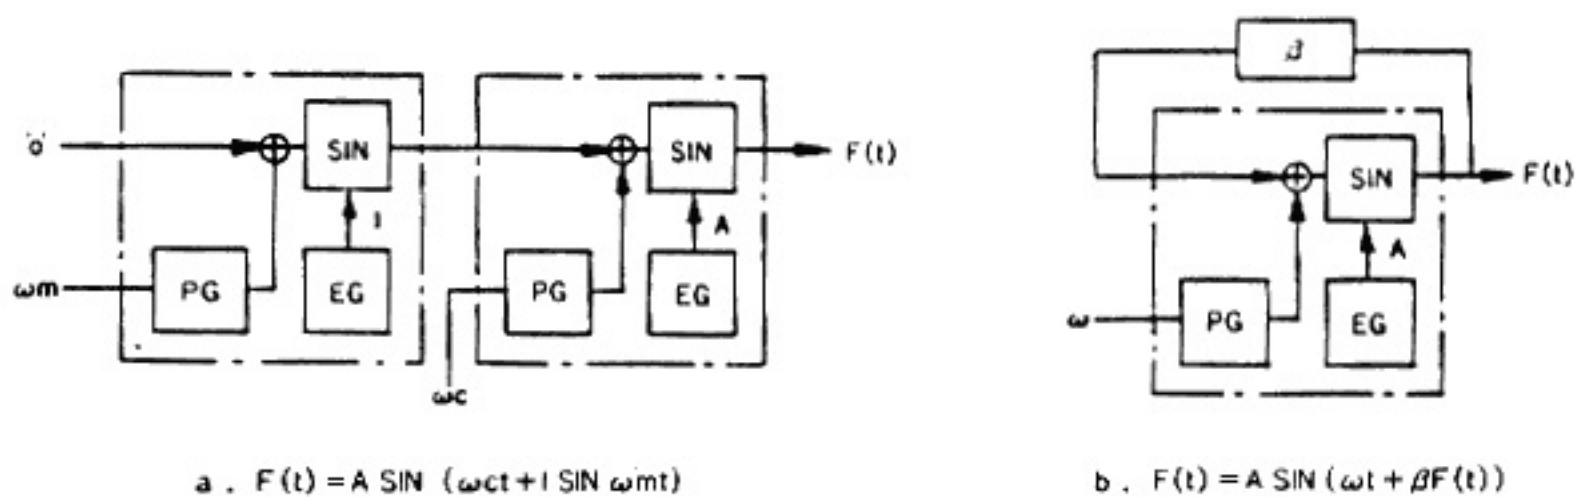 β
"0"
SIN
SIN
F(t)
SIN
F(t)
I
A
A
ωm
PG
EG
PG
EG
ω
PG
EG
ωc
a. F(t) = A SIN (ωct + I SIN ωmt)
b. F(t) = A SIN (ωt + βF(t))